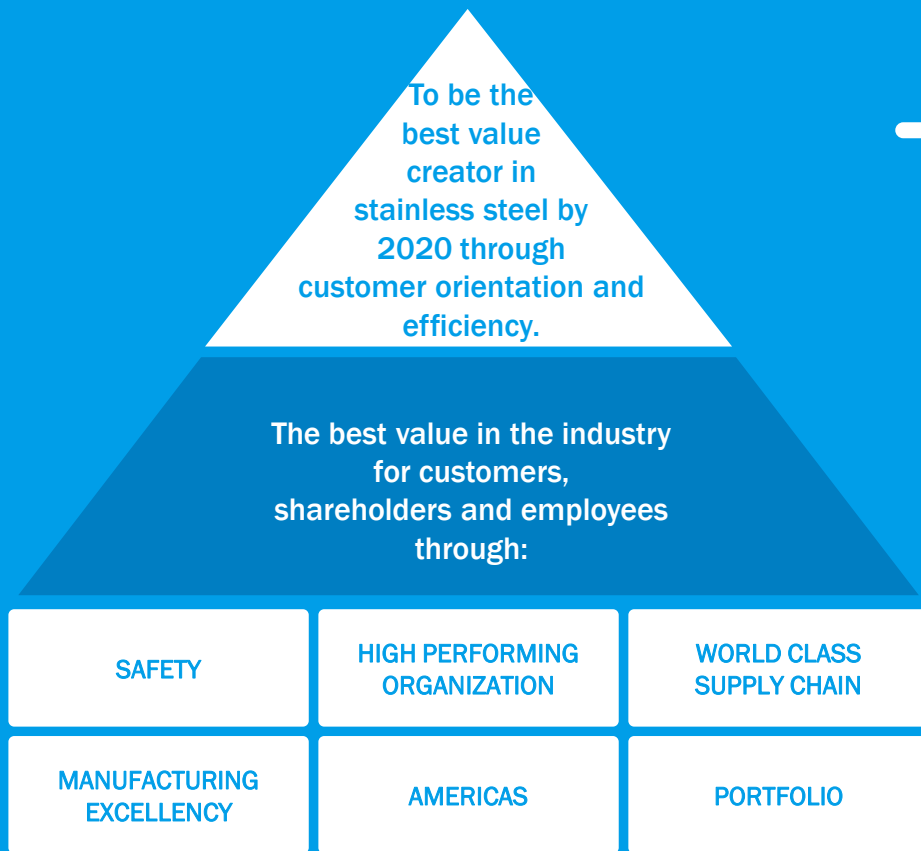 To be the
best value
creator in
stainless steel by
2020 through
customer orientation and
efficiency.
The best value in the industry
for customers,
shareholders and employees
through:
SAFETY
HIGH PERFORMING
ORGANIZATION
WORLD CLASS
SUPPLY CHAIN
MANUFACTURING
EXCELLENCY
AMERICAS
PORTFOLIO